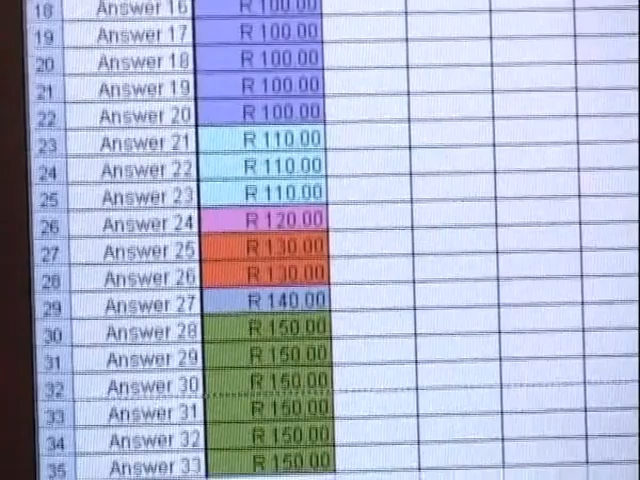 18 Answer 16 R 100.00
19 Answer 17 R 100.00
20 Answer 18 R 100.00
21 Answer 19 R 100.00
22 Answer 20 R 100.00
23 Answer 21 R 110.00
24 Answer 22 R 110.00
25 Answer 23 R 110.00
26 Answer 24 R 120.00
27 Answer 25 R 130.00
28 Answer 26 R 130.00
29 Answer 27 R 140.00
30 Answer 28 R 150.00
31 Answer 29 R 150.00
32 Answer 30 R 150.00
33 Answer 31 R 150.00
34 Answer 32 R 150.00
35 Answer 33 R 150.00